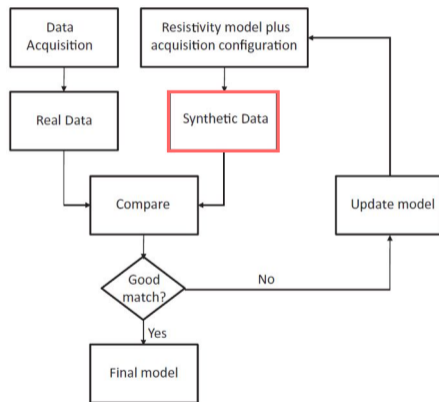 Data
Acquisition
Resistivity model plus
acquisition configuration
Real Data
Synthetic Data
Compare
Update model
Good
match?
No
Yes
Final model